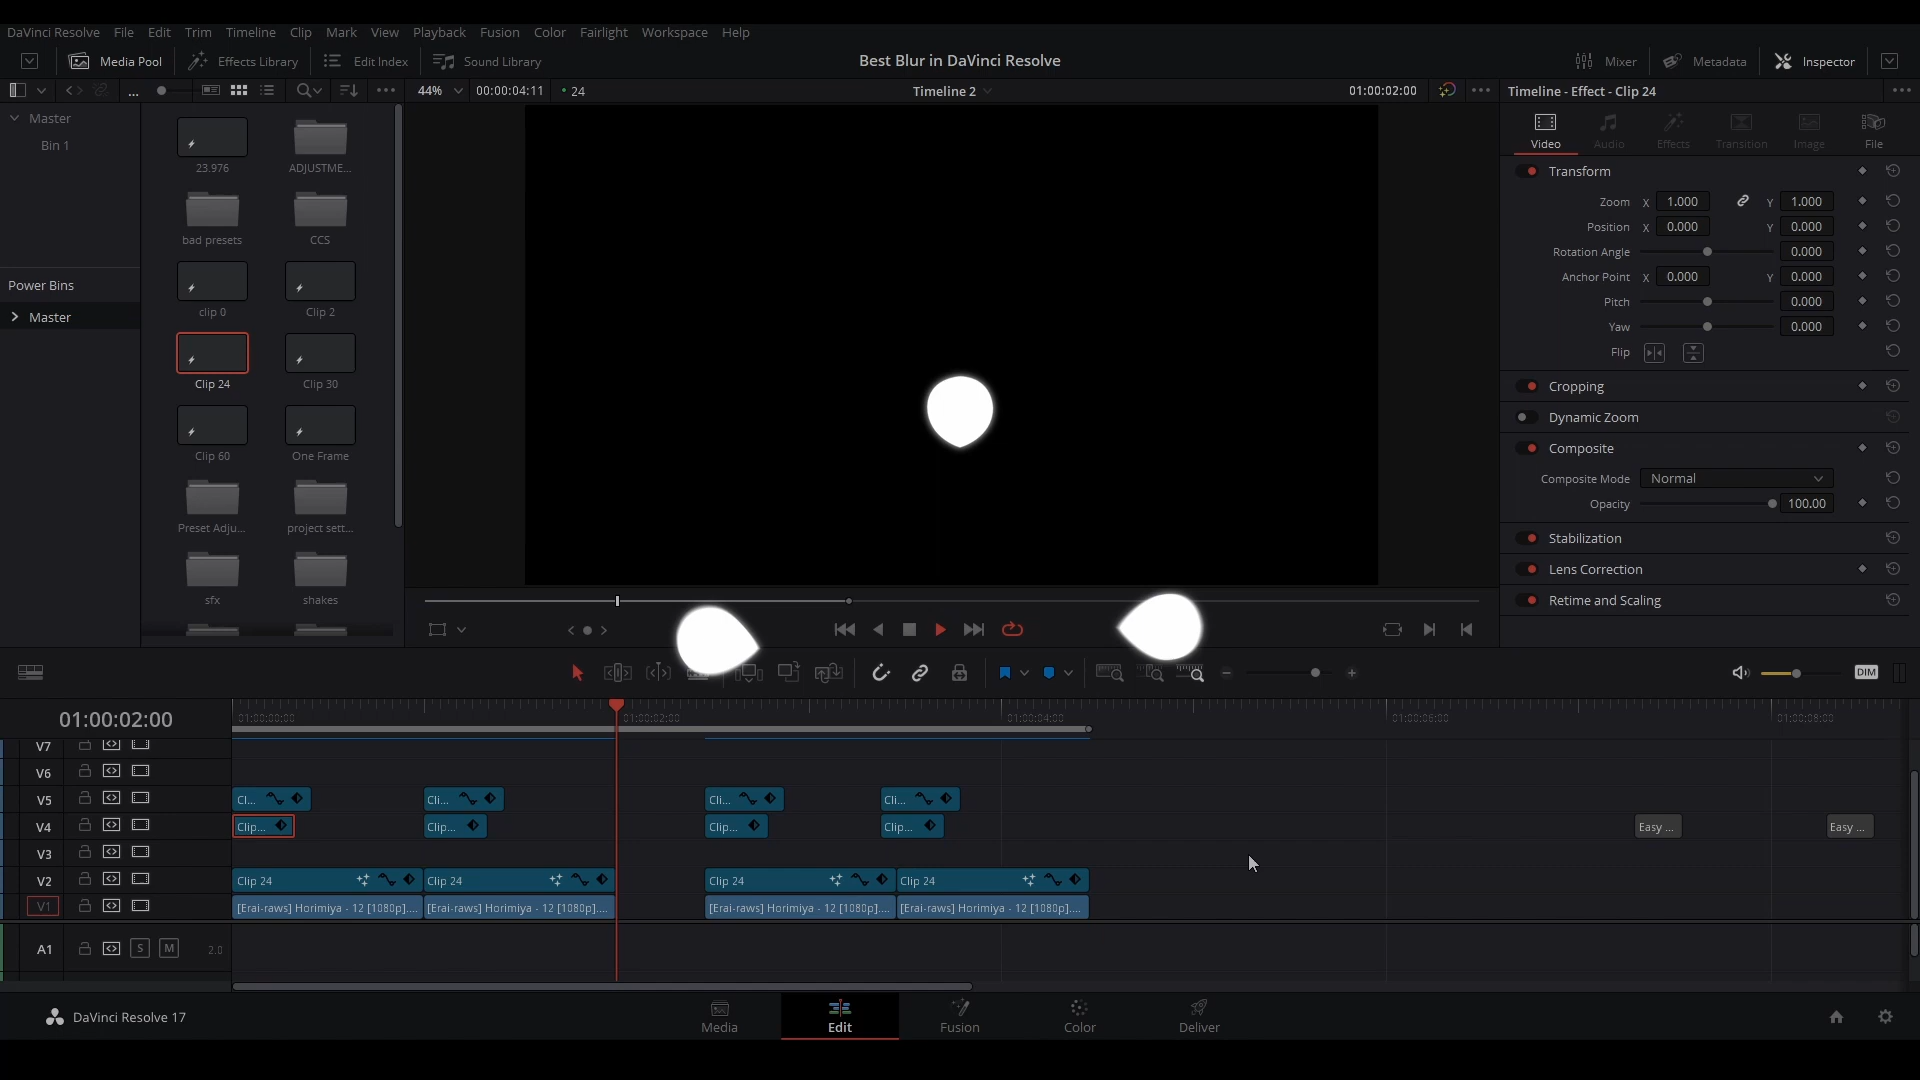 DaVinci Resolve File Edit Trim Timeline Clip Mark View Playback Fusion Color Fairlight Workspace Help
Media Pool Effects Library Edit Index Sound Library Best Blur in DaVinci Resolve Mixer Metadata Inspector
... 44% 00:00:04:11 24 Timeline 2 01:00:02:00 Timeline - Effect - Clip 24
Master
Bin 1
Power Bins
Master
23.976 ADJUSTME...
bad presets CCS
clip 0 Clip 2
Clip 24 Clip 30
Clip 60 One Frame
Preset Adju... project sett...
sfx shakes
Video Audio Effects Transition Image File
Transform
Zoom X 1.000 Y 1.000
Position X 0.000 Y 0.000
Rotation Angle 0.000
Anchor Point X 0.000 Y 0.000
Pitch 0.000
Yaw 0.000
Flip
Cropping
Dynamic Zoom
Composite
Composite Mode Normal
Opacity 100.00
Stabilization
Lens Correction
Retime and Scaling
DIM
01:00:02:00 01:00:00:00 01:00:02:00 01:00:04:00 01:00:06:00 01:00:08:00
V7
V6
V5 Cl... Cli... Cli... Cli...
V4 Clip... Clip... Clip... Clip... Easy ... Easy ...
V3
V2 Clip 24 Clip 24 Clip 24 Clip 24
V1 [Erai-raws] Horimiya - 12 [1080p].... [Erai-raws] Horimiya - 12 [1080p].... [Erai-raws] Horimiya - 12 [1080p].... [Erai-raws] Horimiya - 12 [1080p]....
A1 S M 2.0
DaVinci Resolve 17 Media Edit Fusion Color Deliver